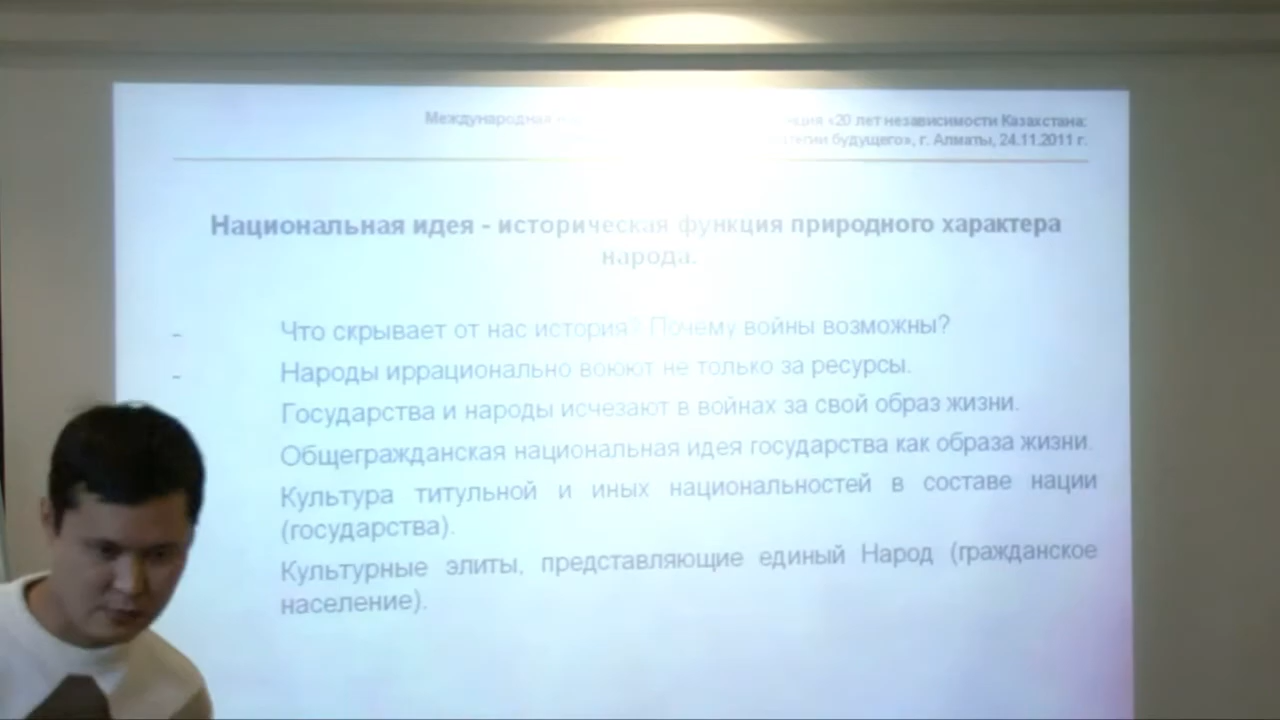 Международная ция «20 лет независимости Казахстана:
тегии будущего», г. Алматы, 24.11.2011 г.
Национальная идея - историческая функция природного характера
народа.
- Что скрывает от нас история? Почему войны возможны?
- Народы иррационально воюют не только за ресурсы.
Государства и народы исчезают в войнах за свой образ жизни.
Общегражданская национальная идея государства как образа жизни.
Культура титульной и иных национальностей в составе нации
(государства).
Культурные элиты, представляющие единый Народ (гражданское
население).